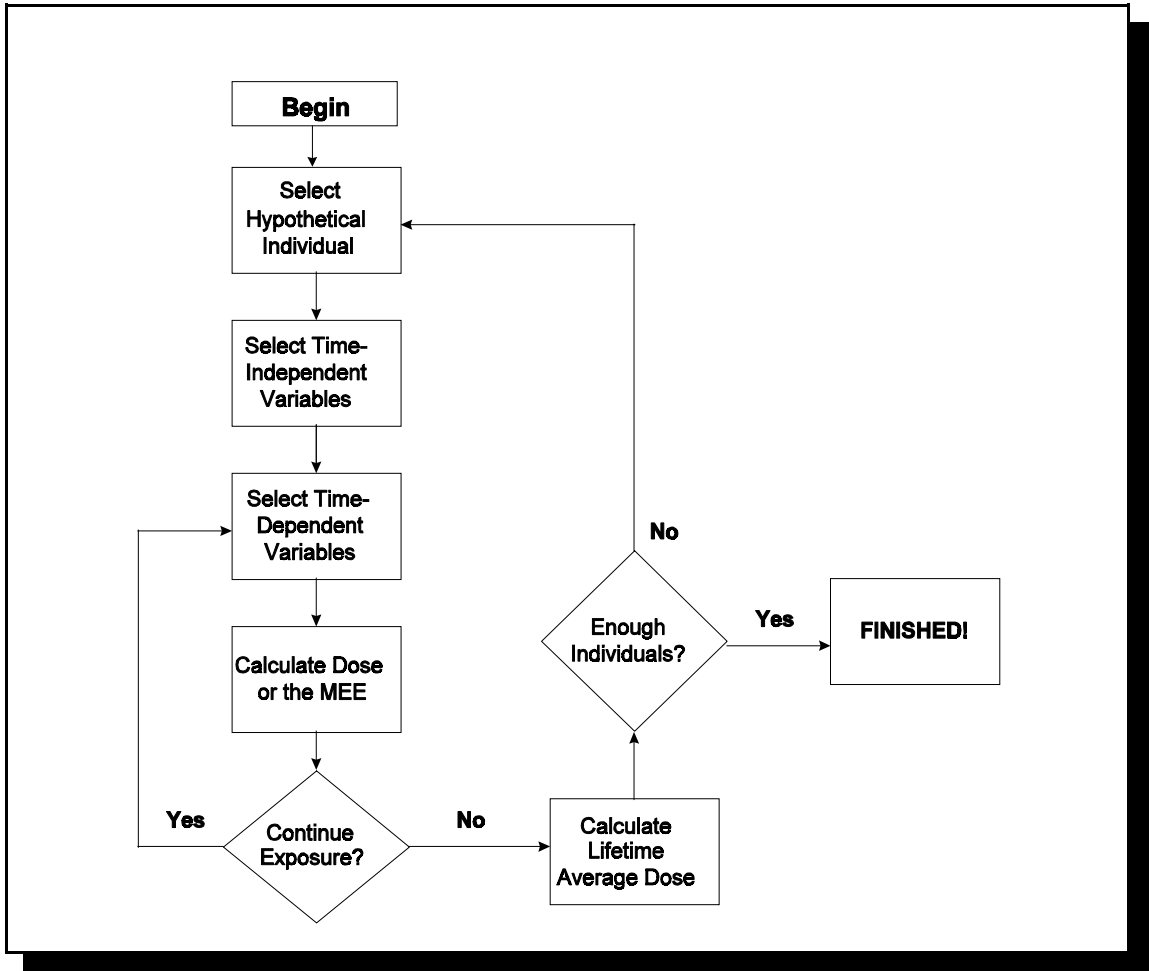 Begin
Select
Hypothetical
Individual
Select Time-
Independent
Variables
Select Time-
Dependent
Variables
Calculate Dose
or the MEE
Continue
Exposure?
Yes
No
Calculate
Lifetime
Average Dose
Enough
Individuals?
No
Yes
FINISHED!